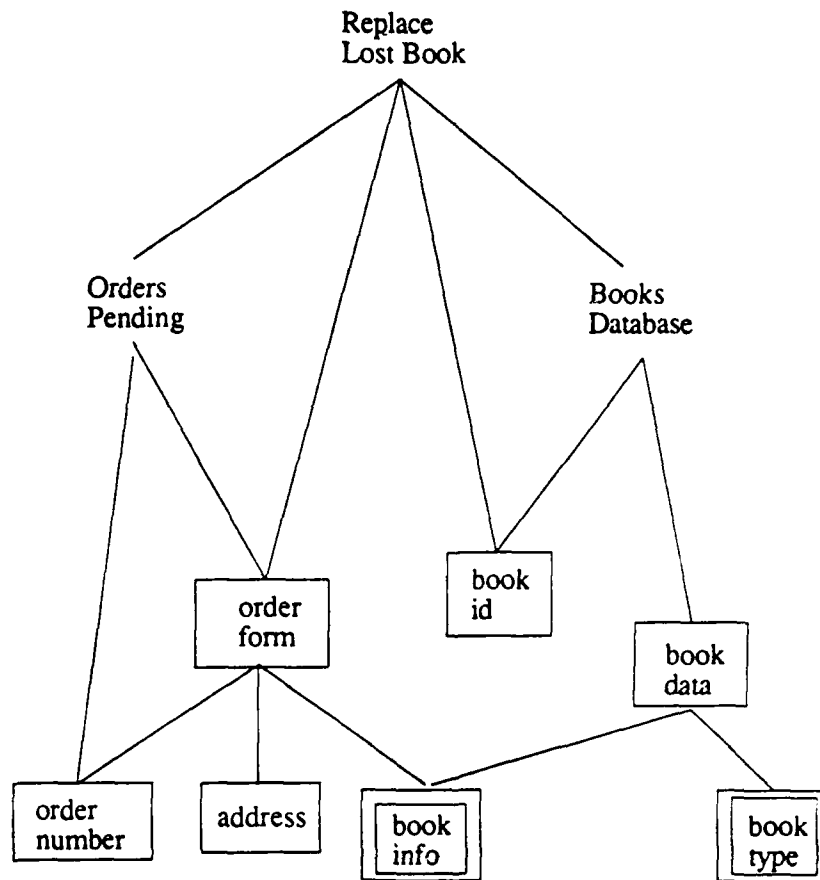 Replace
Lost Book
Orders
Pending
Books
Database
order
form
book
id
book
data
order
number
address
book
info
book
type